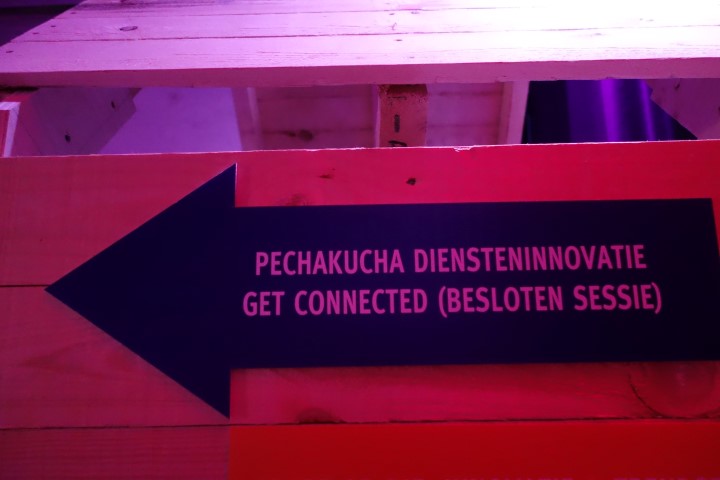 PECHAKUCHA DIENSTENINNOVATIE
GET CONNECTED (BESLOTEN SESSIE)